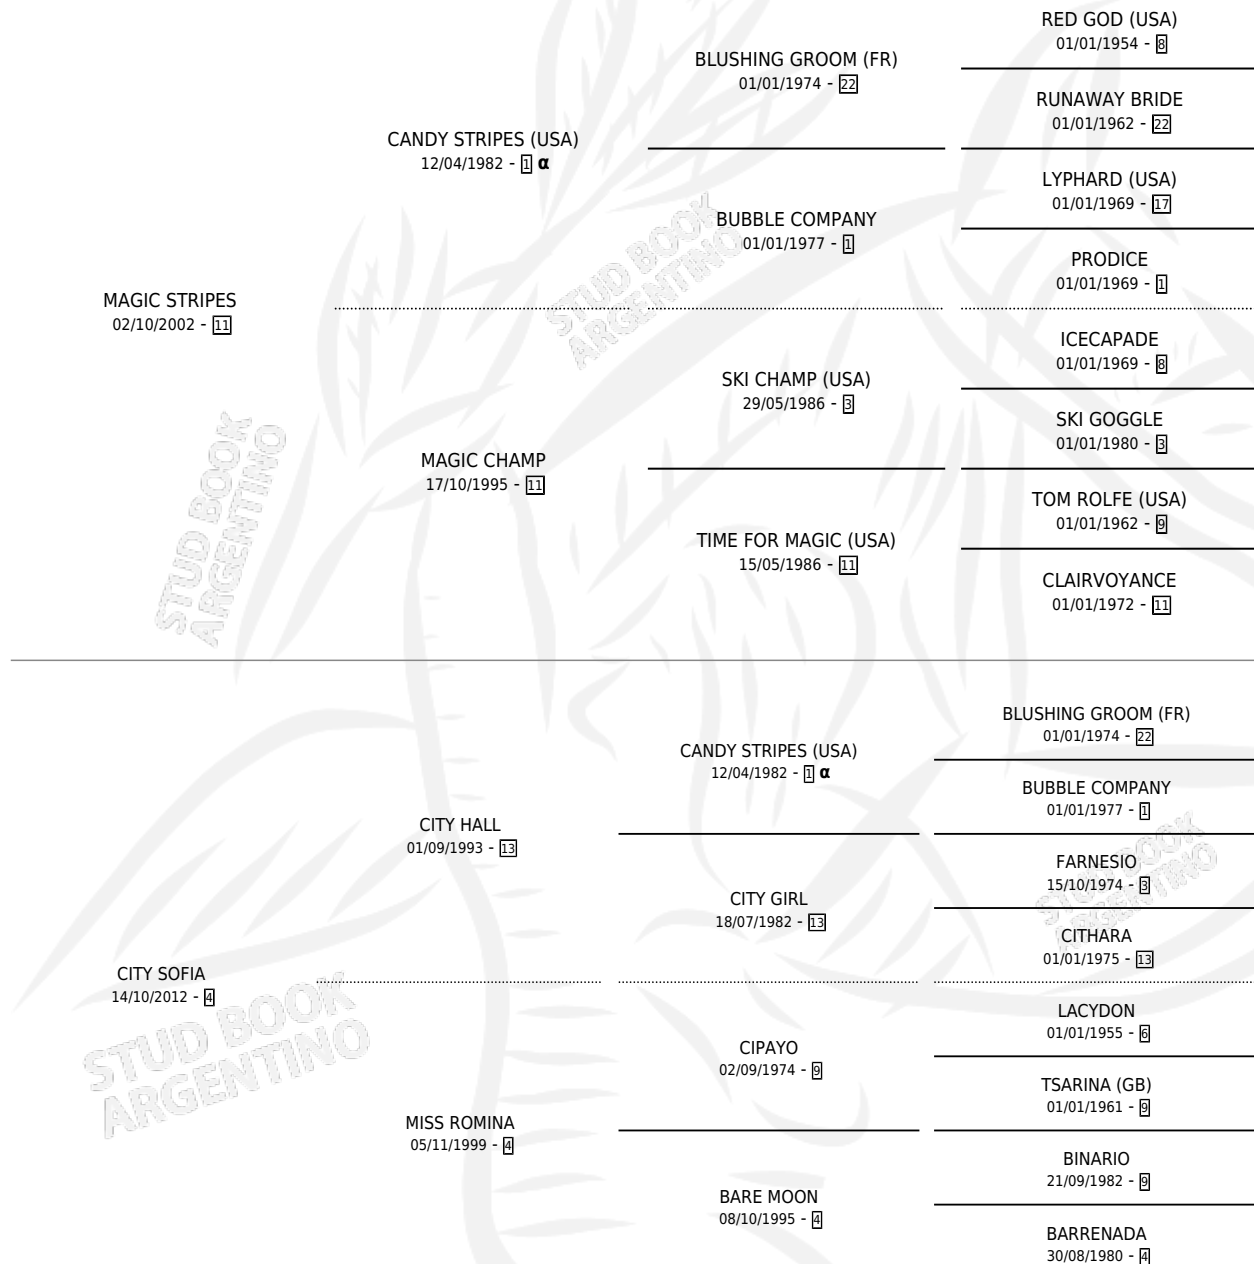 RED GOD (USA)
01/01/1954 - 8
BLUSHING GROOM (FR)
01/01/1974 - 22
RUNAWAY BRIDE
01/01/1962 - 22
CANDY STRIPES (USA)
12/04/1982 - 1 α
LYPHARD (USA)
01/01/1969 - 17
BUBBLE COMPANY
01/01/1977 - 1
PRODICE
01/01/1969 - 1
MAGIC STRIPES
02/10/2002 - 11
ICECAPADE
01/01/1969 - 8
SKI CHAMP (USA)
29/05/1986 - 3
SKI GOGGLE
01/01/1980 - 3
MAGIC CHAMP
17/10/1995 - 11
TOM ROLFE (USA)
01/01/1962 - 9
TIME FOR MAGIC (USA)
15/05/1986 - 11
CLAIRVOYANCE
01/01/1972 - 11
STUD BOOK
ARGENTINO
STUD BOOK
ARGENTINO
BLUSHING GROOM (FR)
01/01/1974 - 22
CANDY STRIPES (USA)
12/04/1982 - 1 α
BUBBLE COMPANY
01/01/1977 - 1
CITY HALL
01/09/1993 - 13
FARNESIO
15/10/1974 - 3
CITY GIRL
18/07/1982 - 13
CITHARA
01/01/1975 - 13
CITY SOFIA
14/10/2012 - 4
LACYDON
01/01/1955 - 6
CIPAYO
02/09/1974 - 9
TSARINA (GB)
01/01/1961 - 9
MISS ROMINA
05/11/1999 - 4
BINARIO
21/09/1982 - 9
BARE MOON
08/10/1995 - 4
BARRENADA
30/08/1980 - 4
STUD BOOK
ARGENTINO
STUD BOOK
ARGENTINO